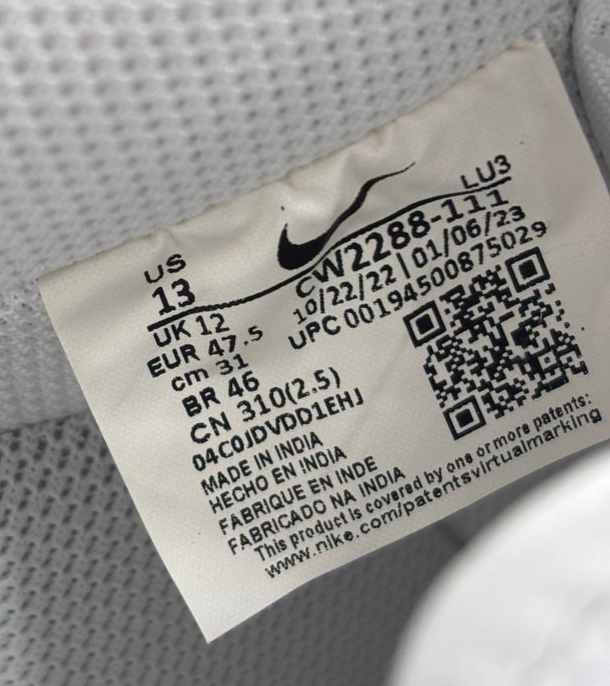 US
13
UK 12
EUR 47.5
cm 31
BR 46
CN 310(2.5)
04C0JDVDD1EHJ
MADE IN INDIA
HECHO EN INDIA
FABRIQUE EN INDE
FABRICADO NA INDIA
This product is covered by one or more patents:
www.nike.com/patentsvirtualmarking
LU3
CW2288-111
10/22/22 | 01/06/23
UPC 00194500875029